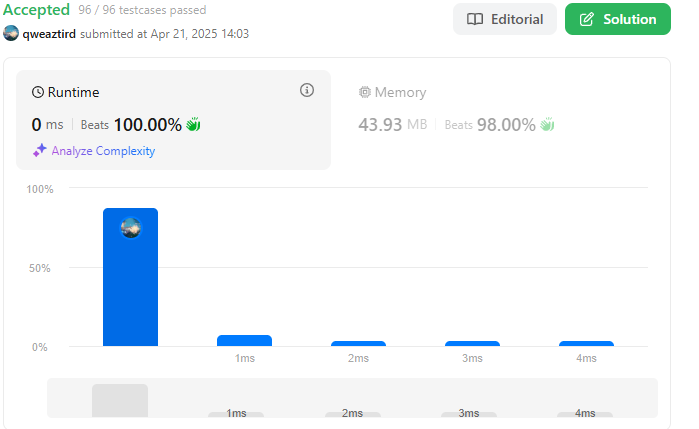 Accepted 96 / 96 testcases passed
Editorial
Solution
qweaztird submitted at Apr 21, 2025 14:03
Runtime
Memory
0 ms Beats 100.00%
43.93 MB Beats 98.00%
Analyze Complexity
100%
50%
0%
1ms 2ms 3ms 4ms
1ms 2ms 3ms 4ms